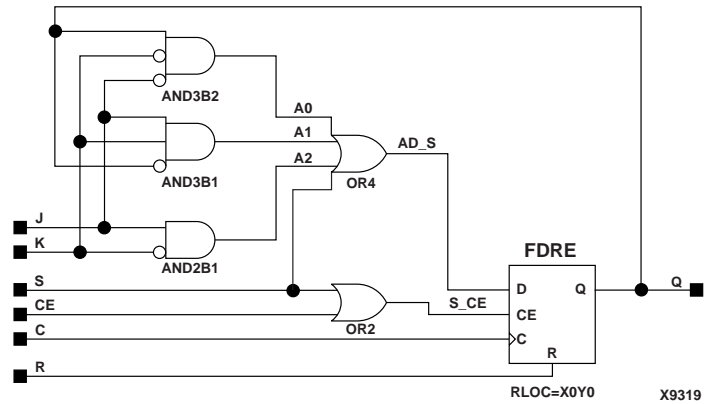 AND3B2
A0
A1
AD_S
A2
AND3B1
OR4
J
K
AND2B1
FDRE
S
D
Q
Q
S_CE
CE
CE
OR2
C
C
R
R
RLOC=X0Y0
X9319